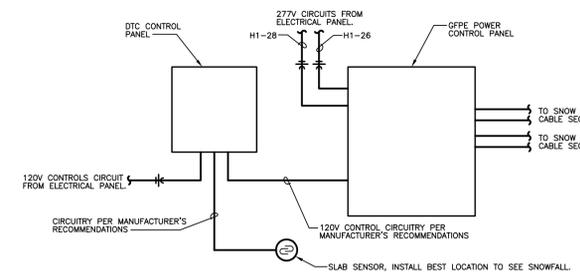 277V CIRCUITS FROM
ELECTRICAL PANEL.
DTC CONTROL
PANEL
H1-28
H1-26
GFPE POWER
CONTROL PANEL
TO SNOW
CABLE SEC
TO SNOW
CABLE SEC
120V CONTROLS CIRCUIT
FROM ELECTRICAL PANEL.
CIRCUITRY PER MANUFACTURER'S
RECOMMENDATIONS
120V CONTROL CIRCUITRY PER
MANUFACTURER'S RECOMMENDATIONS
SLAB SENSOR, INSTALL BEST LOCATION TO SEE SNOWFALL.